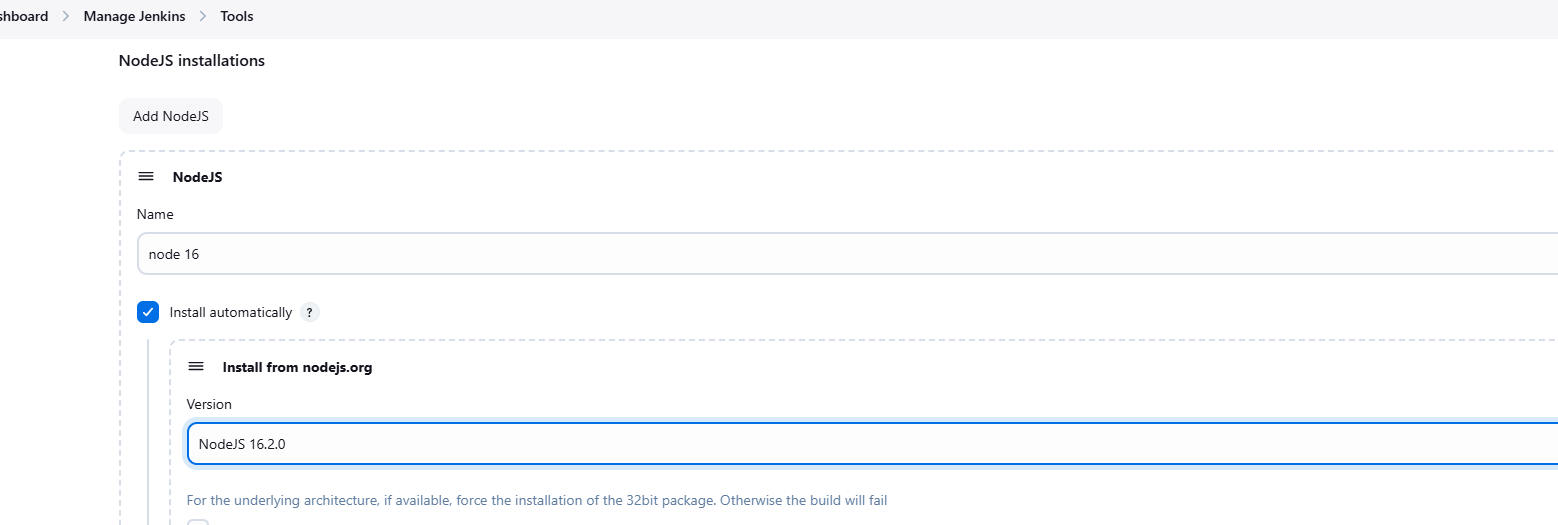 shboard > Manage Jenkins > Tools
NodeJS installations
Add NodeJS
NodeJS
Name
node 16
Install automatically ?
Install from nodejs.org
Version
NodeJS 16.2.0
For the underlying architecture, if available, force the installation of the 32bit package. Otherwise the build will fail